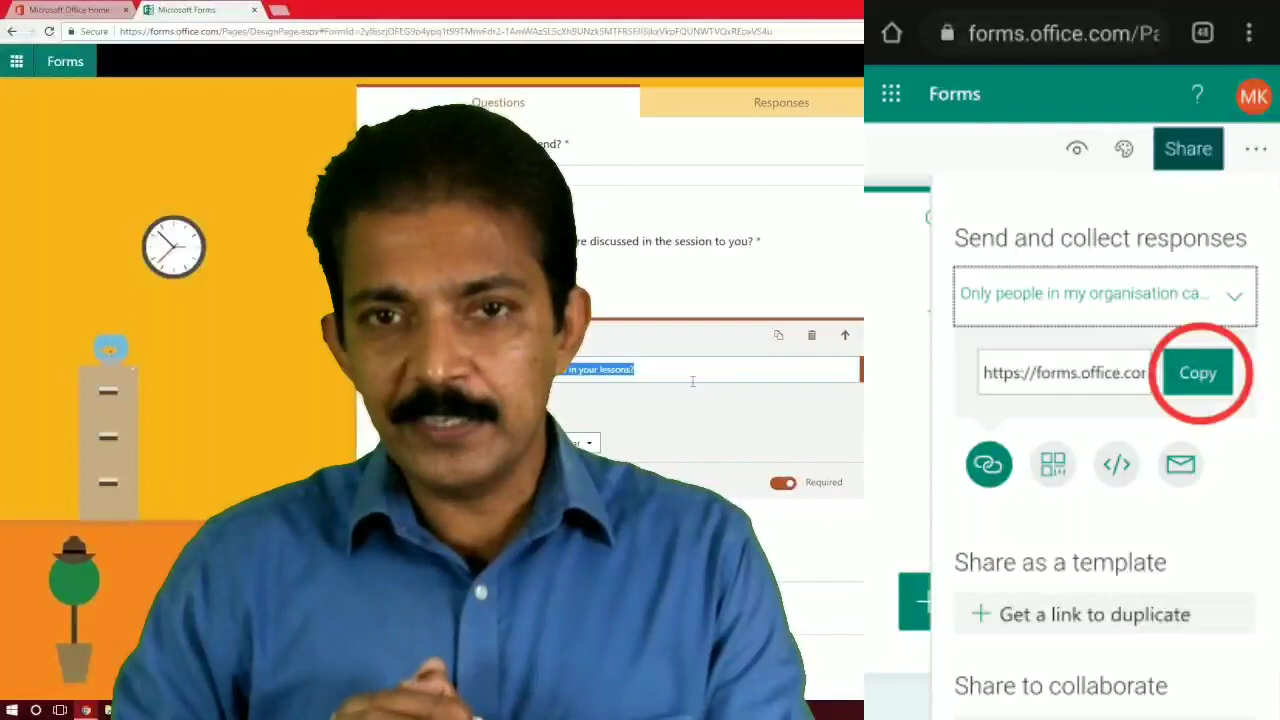 Microsoft Office Home
Microsoft Forms
Secure
Forms
Questions
Responses
end? *
re discussed in the session to you? *
in your lessons?
Required
forms.office.com/Pa
48
Forms
?
MK
Share
Send and collect responses
Only people in my organisation ca...
https://forms.office.cor
Copy
</>
Share as a template
+ Get a link to duplicate
Share to collaborate